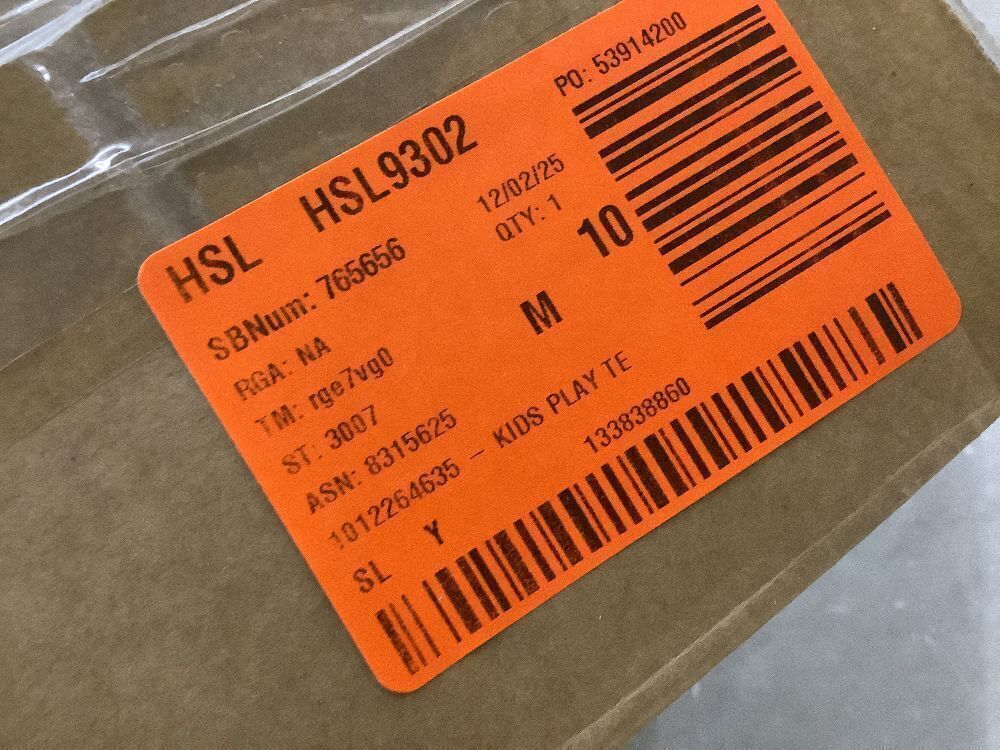 PO: 53914200
HSL HSL9302
12/02/25
SBNum: 765656
QTY: 1
10
RGA: NA
M
TM: rge7vg0
ST: 3007
ASN: 8315625
1012264635 - KIDS PLAY TE
133838860
SL Y